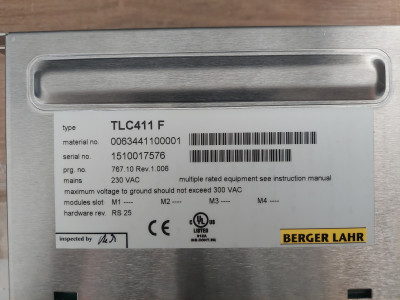 type TLC411 F
material no. 0063441100001
serial no. 1510017576
prg. no. 767.10 Rev.1.006
mains 230 VAC multiple rated equipment see instruction manual
maximum voltage to ground should not exceed 300 VAC
modules slot M1 ---- M2 ---- M3 ---- M4 ----
hardware rev. RS 25
inspected by
UL
LISTED
BERGER LAHR